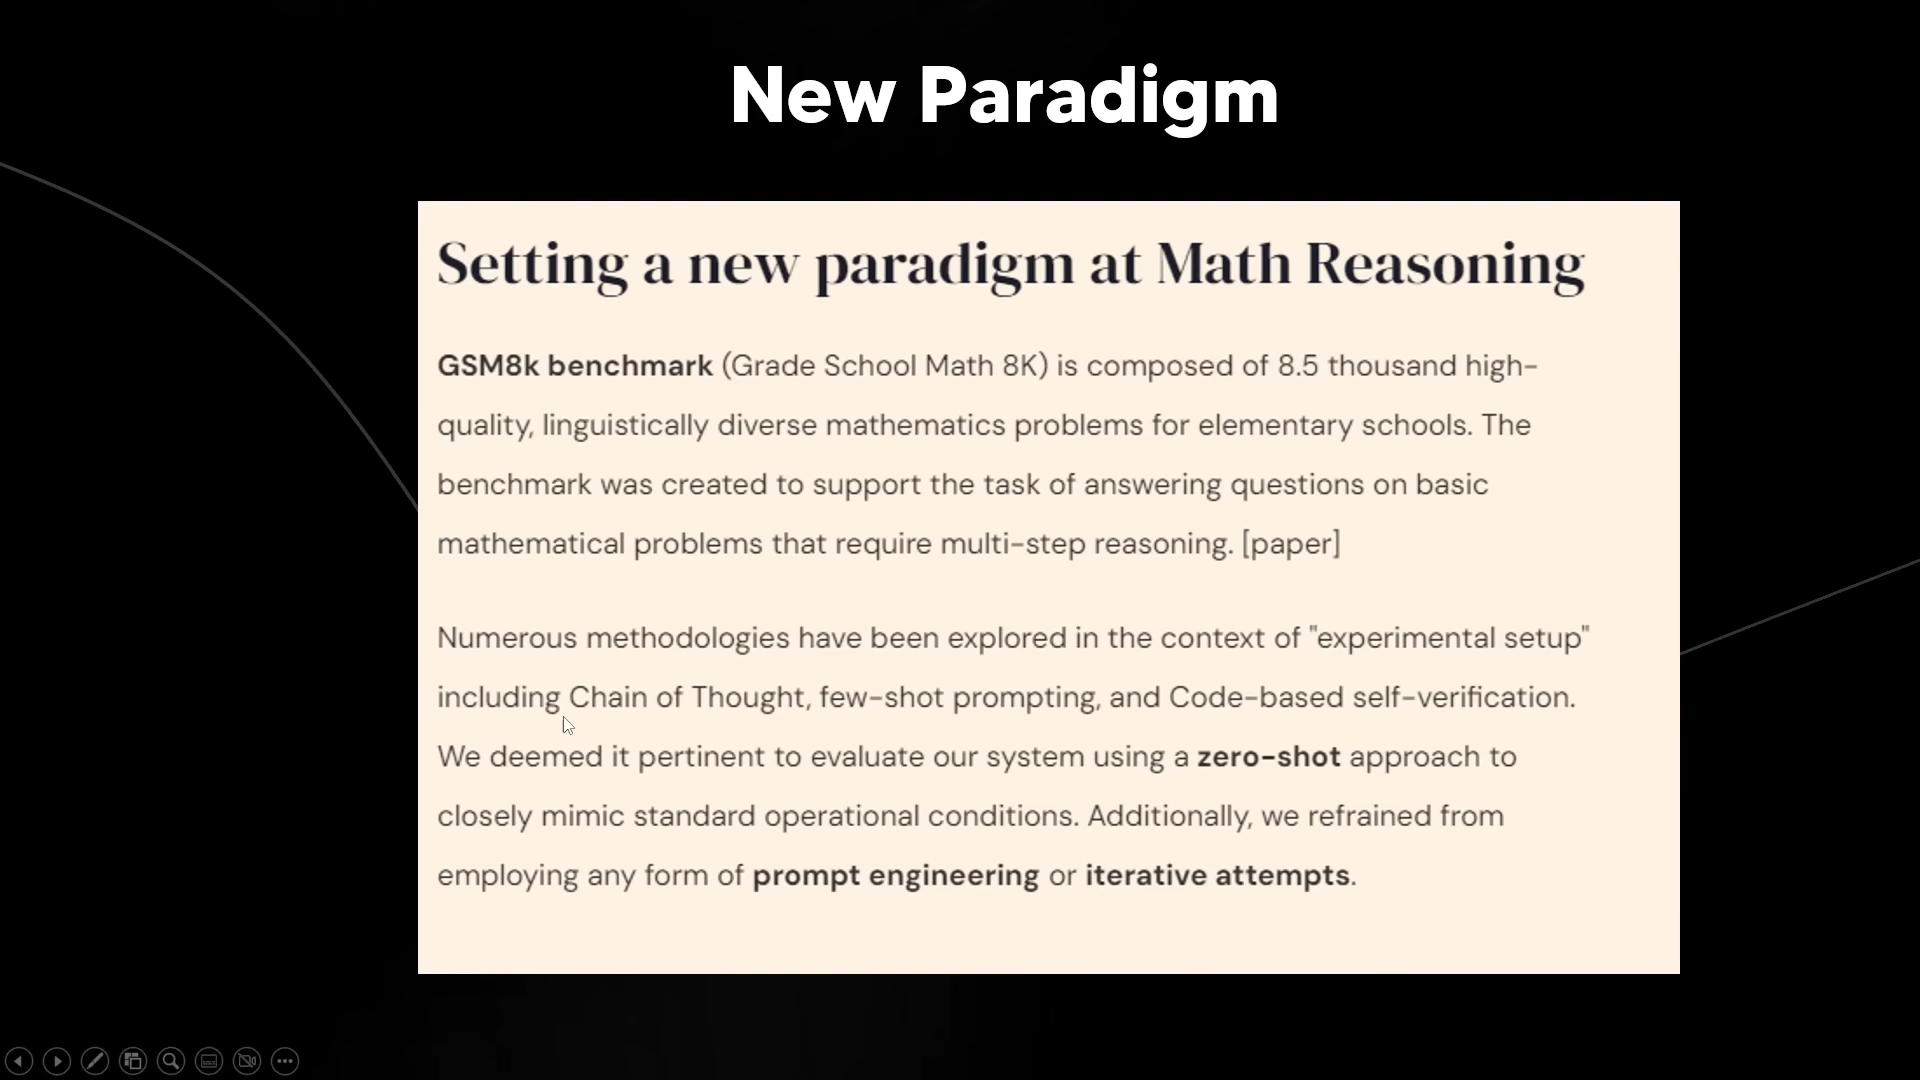 New Paradigm
Setting a new paradigm at Math Reasoning
GSM8k benchmark (Grade School Math 8K) is composed of 8.5 thousand high-
quality, linguistically diverse mathematics problems for elementary schools. The
benchmark was created to support the task of answering questions on basic
mathematical problems that require multi-step reasoning. [paper]
Numerous methodologies have been explored in the context of "experimental setup"
including Chain of Thought, few-shot prompting, and Code-based self-verification.
We deemed it pertinent to evaluate our system using a zero-shot approach to
closely mimic standard operational conditions. Additionally, we refrained from
employing any form of prompt engineering or iterative attempts.